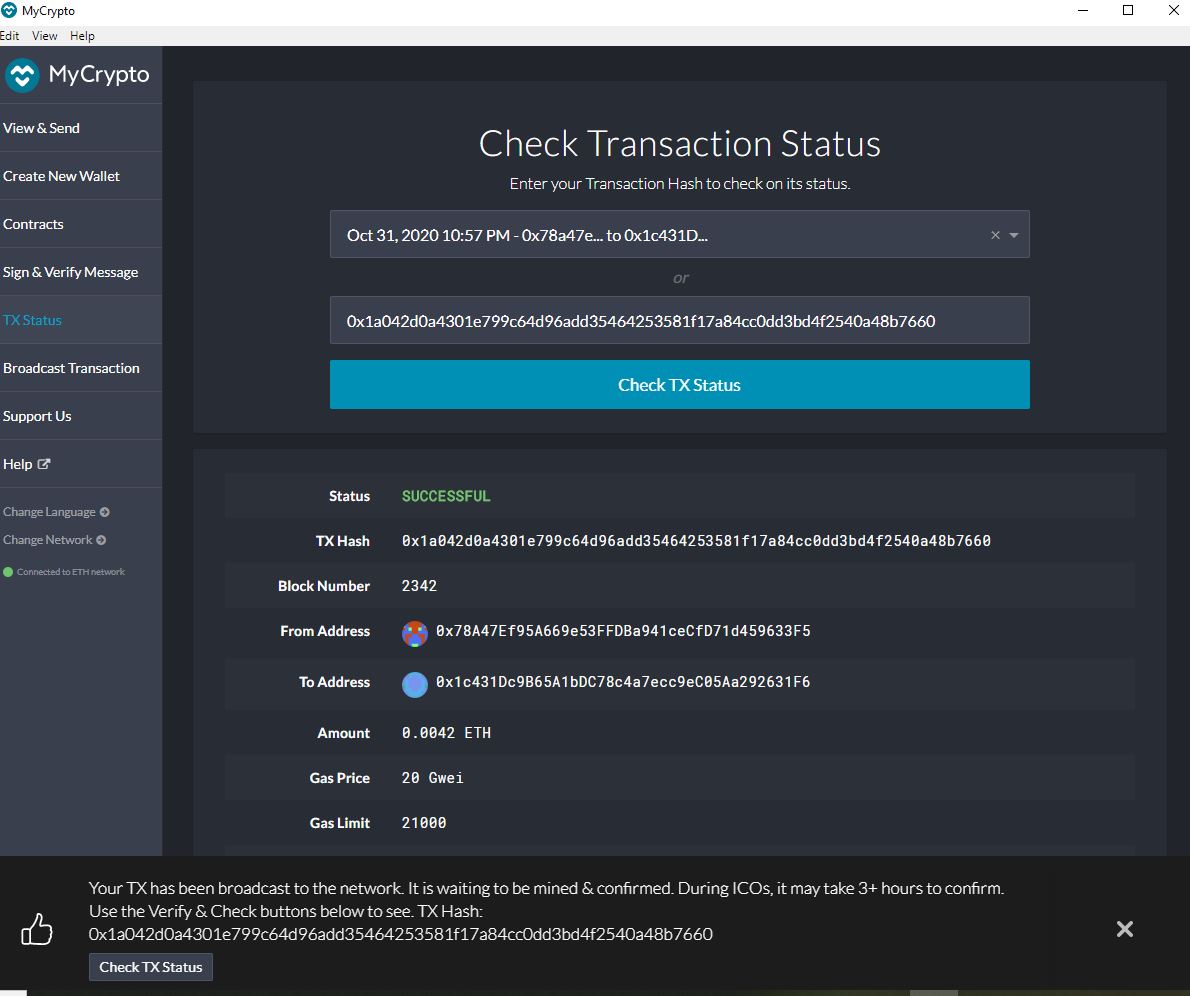 MyCrypto
Edit View Help
MyCrypto
View & Send
Create New Wallet
Contracts
Sign & Verify Message
TX Status
Broadcast Transaction
Support Us
Help
Change Language
Change Network
Connected to ETH network
Check Transaction Status
Enter your Transaction Hash to check on its status.
Oct 31, 2020 10:57 PM - 0x78a47e... to 0x1c431D...
or
0x1a042d0a4301e799c64d96add35464253581f17a84cc0dd3bd4f2540a48b7660
Check TX Status
Status SUCCESSFUL
TX Hash 0x1a042d0a4301e799c64d96add35464253581f17a84cc0dd3bd4f2540a48b7660
Block Number 2342
From Address 0x78A47Ef95A669e53FFDBa941ceCfD71d459633F5
To Address 0x1c431Dc9B65A1bDC78c4a7ecc9eC05Aa292631F6
Amount 0.0042 ETH
Gas Price 20 Gwei
Gas Limit 21000
Your TX has been broadcast to the network. It is waiting to be mined & confirmed. During ICOs, it may take 3+ hours to confirm.
Use the Verify & Check buttons below to see. TX Hash:
0x1a042d0a4301e799c64d96add35464253581f17a84cc0dd3bd4f2540a48b7660
Check TX Status